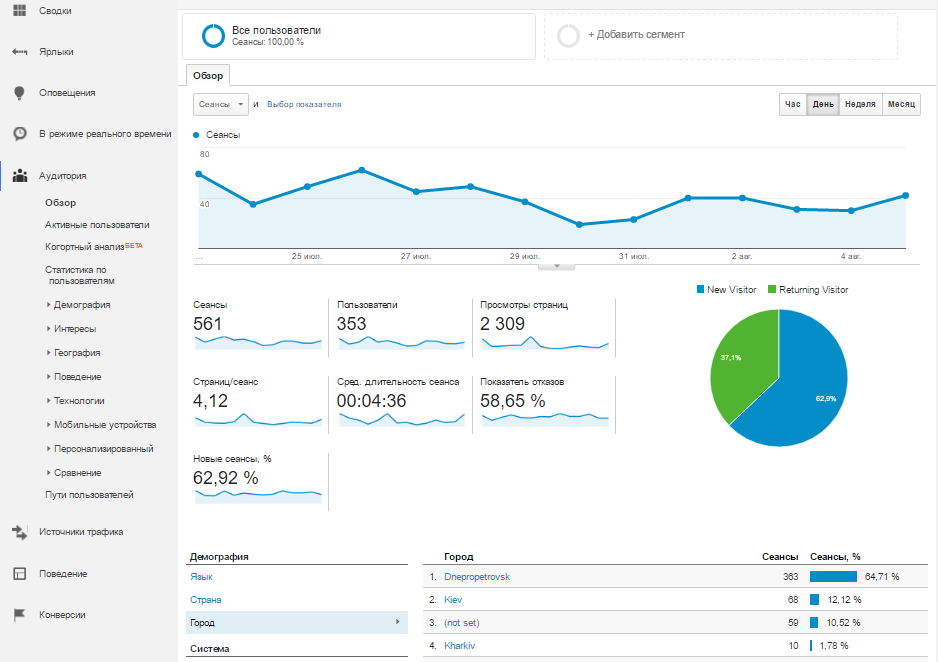 Сводки
Ярлыки
Оповещения
В режиме реального времени
Аудитория
Обзор
Активные пользователи
Когортный анализ БЕТА
Статистика по
пользователям
Демография
Интересы
География
Поведение
Технологии
Мобильные устройства
Персонализированный
Сравнение
Пути пользователей
Источники трафика
Поведение
Конверсии
Все пользователи
Сеансы: 100,00 %
+ Добавить сегмент
Обзор
Сеансы и Выбор показателя
Час День Неделя Месяц
Сеансы
80
40
... 25 июл. 27 июл. 29 июл. 31 июл. 2 авг. 4 авг.
New Visitor Returning Visitor
37,1%
62,9%
Сеансы Пользователи Просмотры страниц
561 353 2 309
Страниц/сеанс Сред. длительность сеанса Показатель отказов
4,12 00:04:36 58,65 %
Новые сеансы, %
62,92 %
Демография
Язык
Страна
Город
Система
Город Сеансы Сеансы, %
1. Dnepropetrovsk 363 64,71 %
2. Kiev 68 12,12 %
3. (not set) 59 10,52 %
4. Kharkiv 10 1,78 %